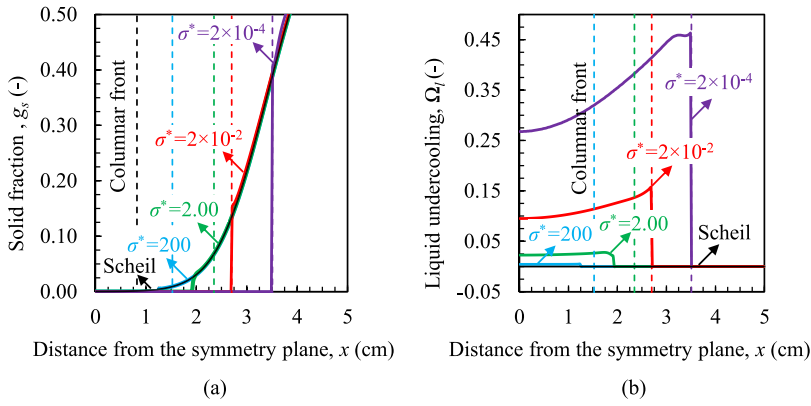 0.50
0.40
0.30
0.20
0.10
0.00
Solid fraction , gₛ (-)
Columnar front
σ*=2×10⁻⁴
σ*=2×10⁻²
σ*=2.00
σ*=200
Scheil
0 1 2 3 4 5
Distance from the symmetry plane, x (cm)
(a)
0.45
0.35
0.25
0.15
0.05
-0.05
Liquid undercooling, Ωₗ (-)
Columnar front
σ*=2×10⁻⁴
σ*=2×10⁻²
σ*=2.00
σ*=200
Scheil
0 1 2 3 4 5
Distance from the symmetry plane, x (cm)
(b)